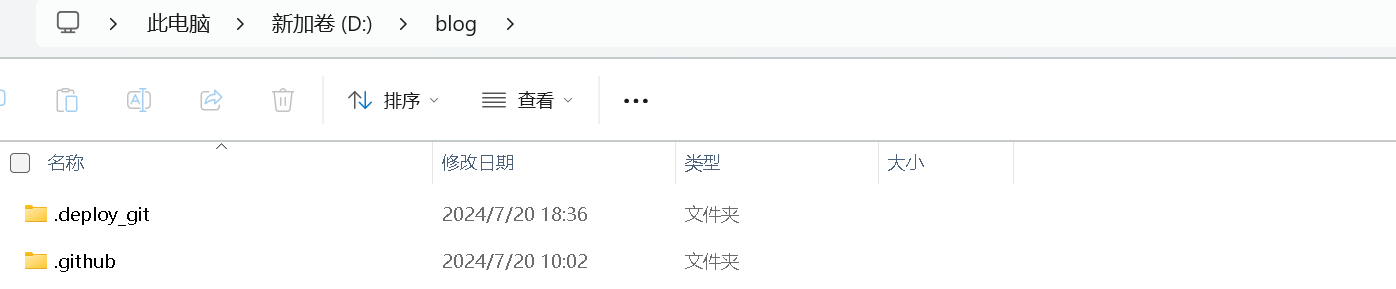 此电脑 新加卷 (D:) blog
排序 查看
名称 修改日期 类型 大小
.deploy_git 2024/7/20 18:36 文件夹
.github 2024/7/20 10:02 文件夹